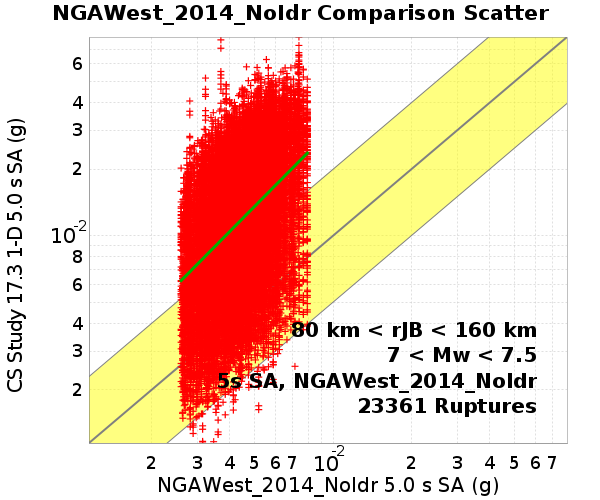 NGAWest_2014_NoIdr Comparison Scatter
CS Study 17.3 1-D 5.0 s SA (g)
6
4
3
2
10-2
8
6
4
3
2
80 km < rJB < 160 km
7 < Mw < 7.5
5s SA, NGAWest_2014_NoIdr
23361 Ruptures
2 3 4 5 6 7 10-2 2 3 4 5 6 7
NGAWest_2014_NoIdr 5.0 s SA (g)